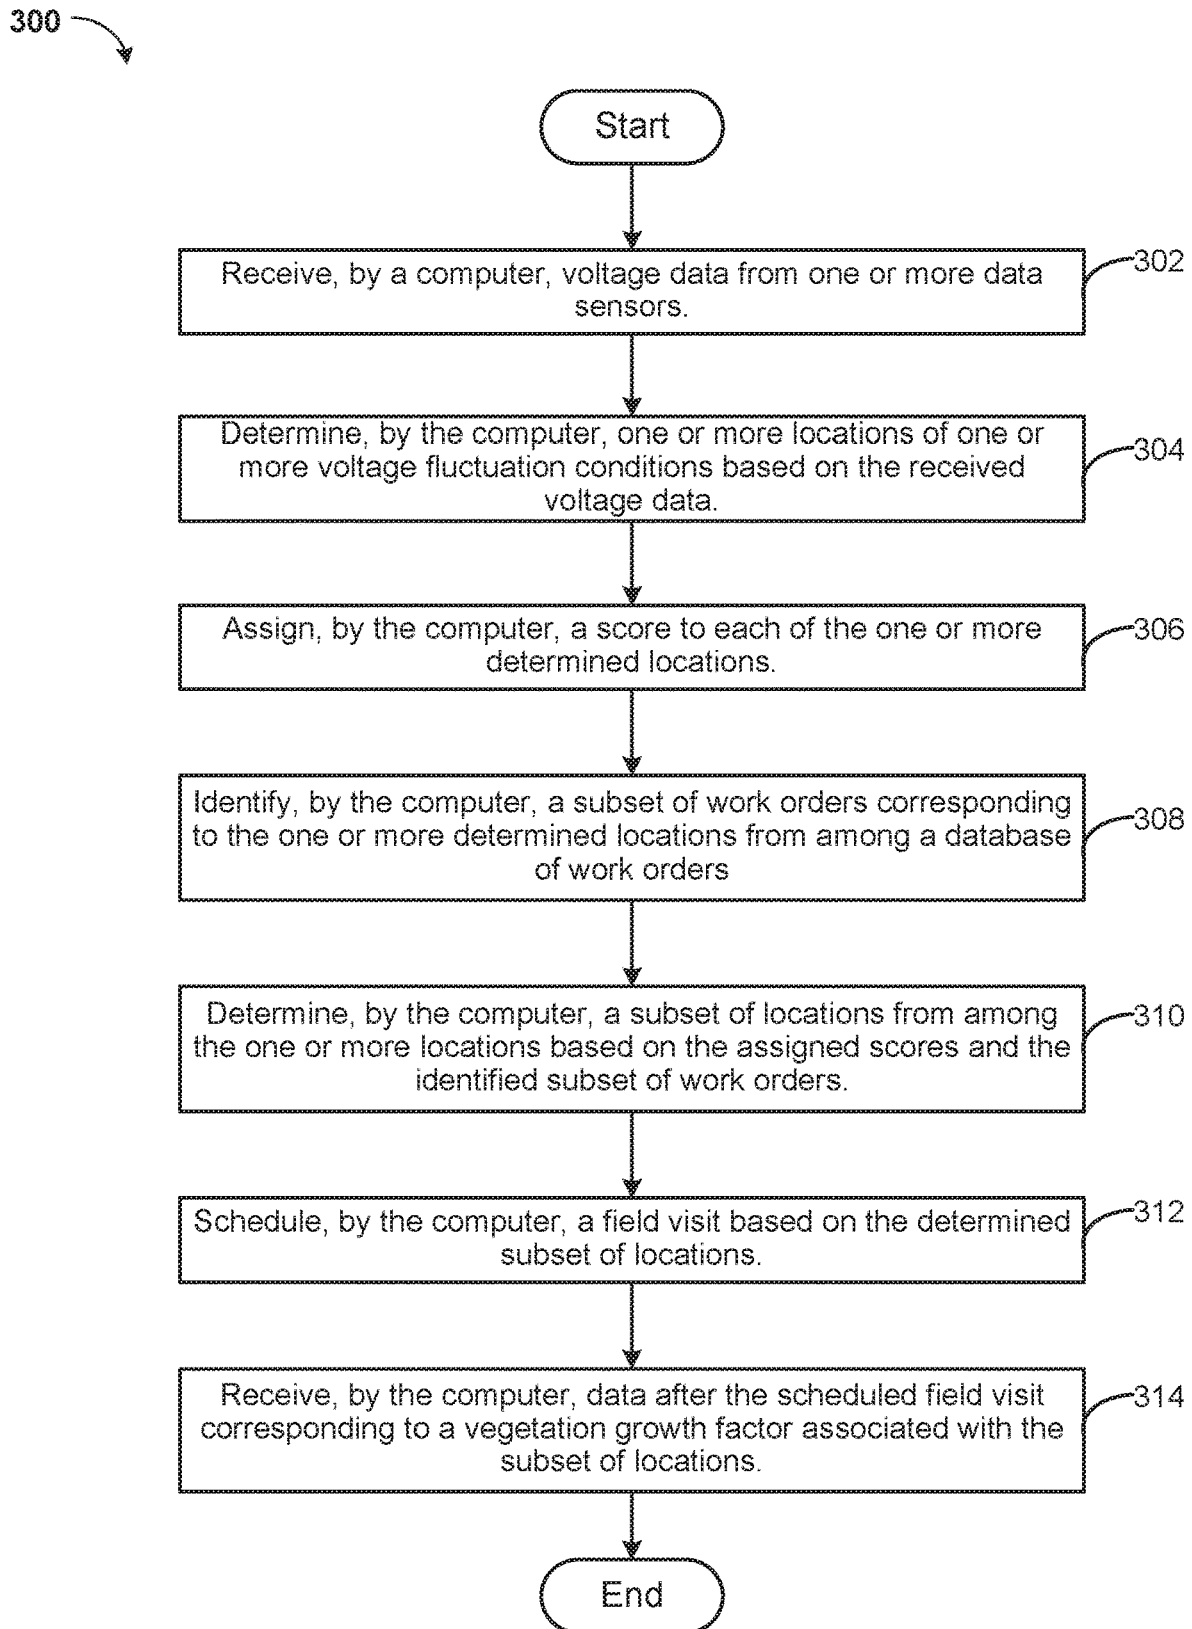 300
Start
Receive, by a computer, voltage data from one or more data
sensors.
302
Determine, by the computer, one or more locations of one or
more voltage fluctuation conditions based on the received
voltage data.
304
Assign, by the computer, a score to each of the one or more
determined locations.
306
Identify, by the computer, a subset of work orders corresponding
to the one or more determined locations from among a database
of work orders
308
Determine, by the computer, a subset of locations from among
the one or more locations based on the assigned scores and the
identified subset of work orders.
310
Schedule, by the computer, a field visit based on the determined
subset of locations.
312
Receive, by the computer, data after the scheduled field visit
corresponding to a vegetation growth factor associated with the
subset of locations.
314
End